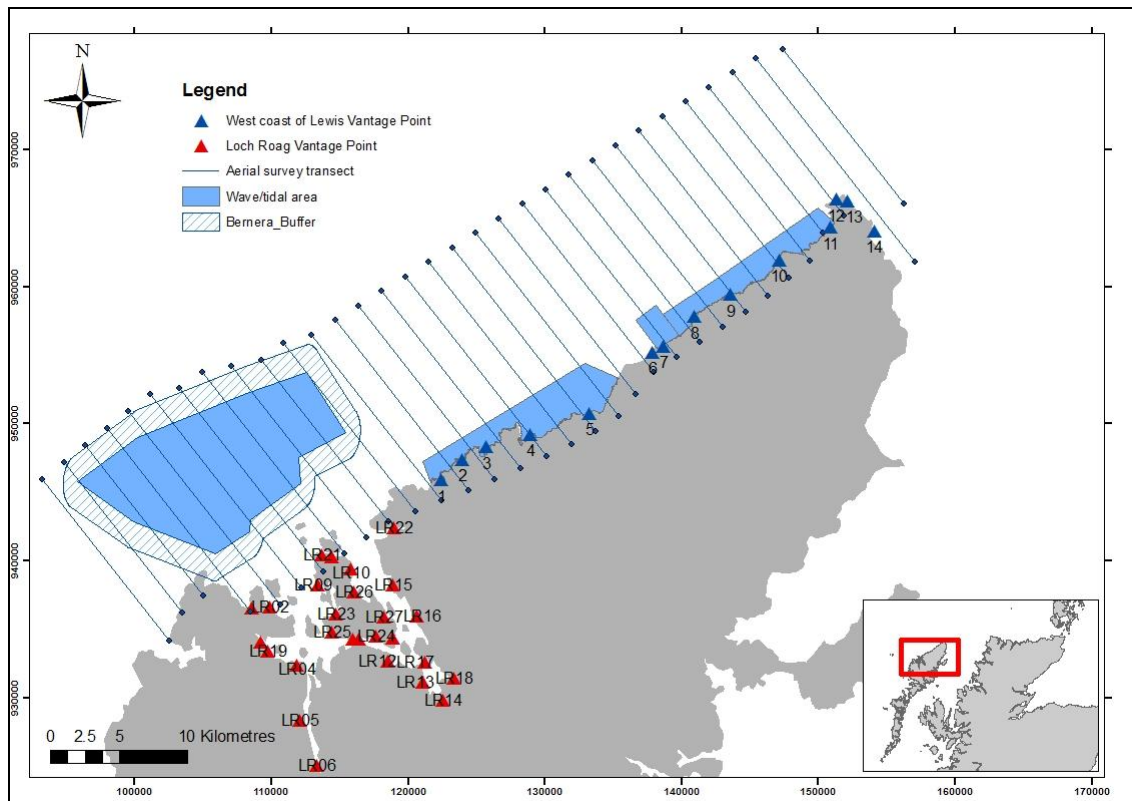 N
Legend
West coast of Lewis Vantage Point
Loch Roag Vantage Point
Aerial survey transect
Wave/tidal area
Bernera_Buffer
970000
960000
950000
940000
930000
12 13
11
14
10
9
8
7
6
5
4
3
2
1
LR22
LR21
LR10
LR09
LR26
LR15
LR02
LR23
LR27
LR16
LR25
LR24
LR19
LR04
LR12
LR17
LR13
LR18
LR14
LR05
LR06
0 2.5 5 10 Kilometres
100000 110000 120000 130000 140000 150000 160000 170000